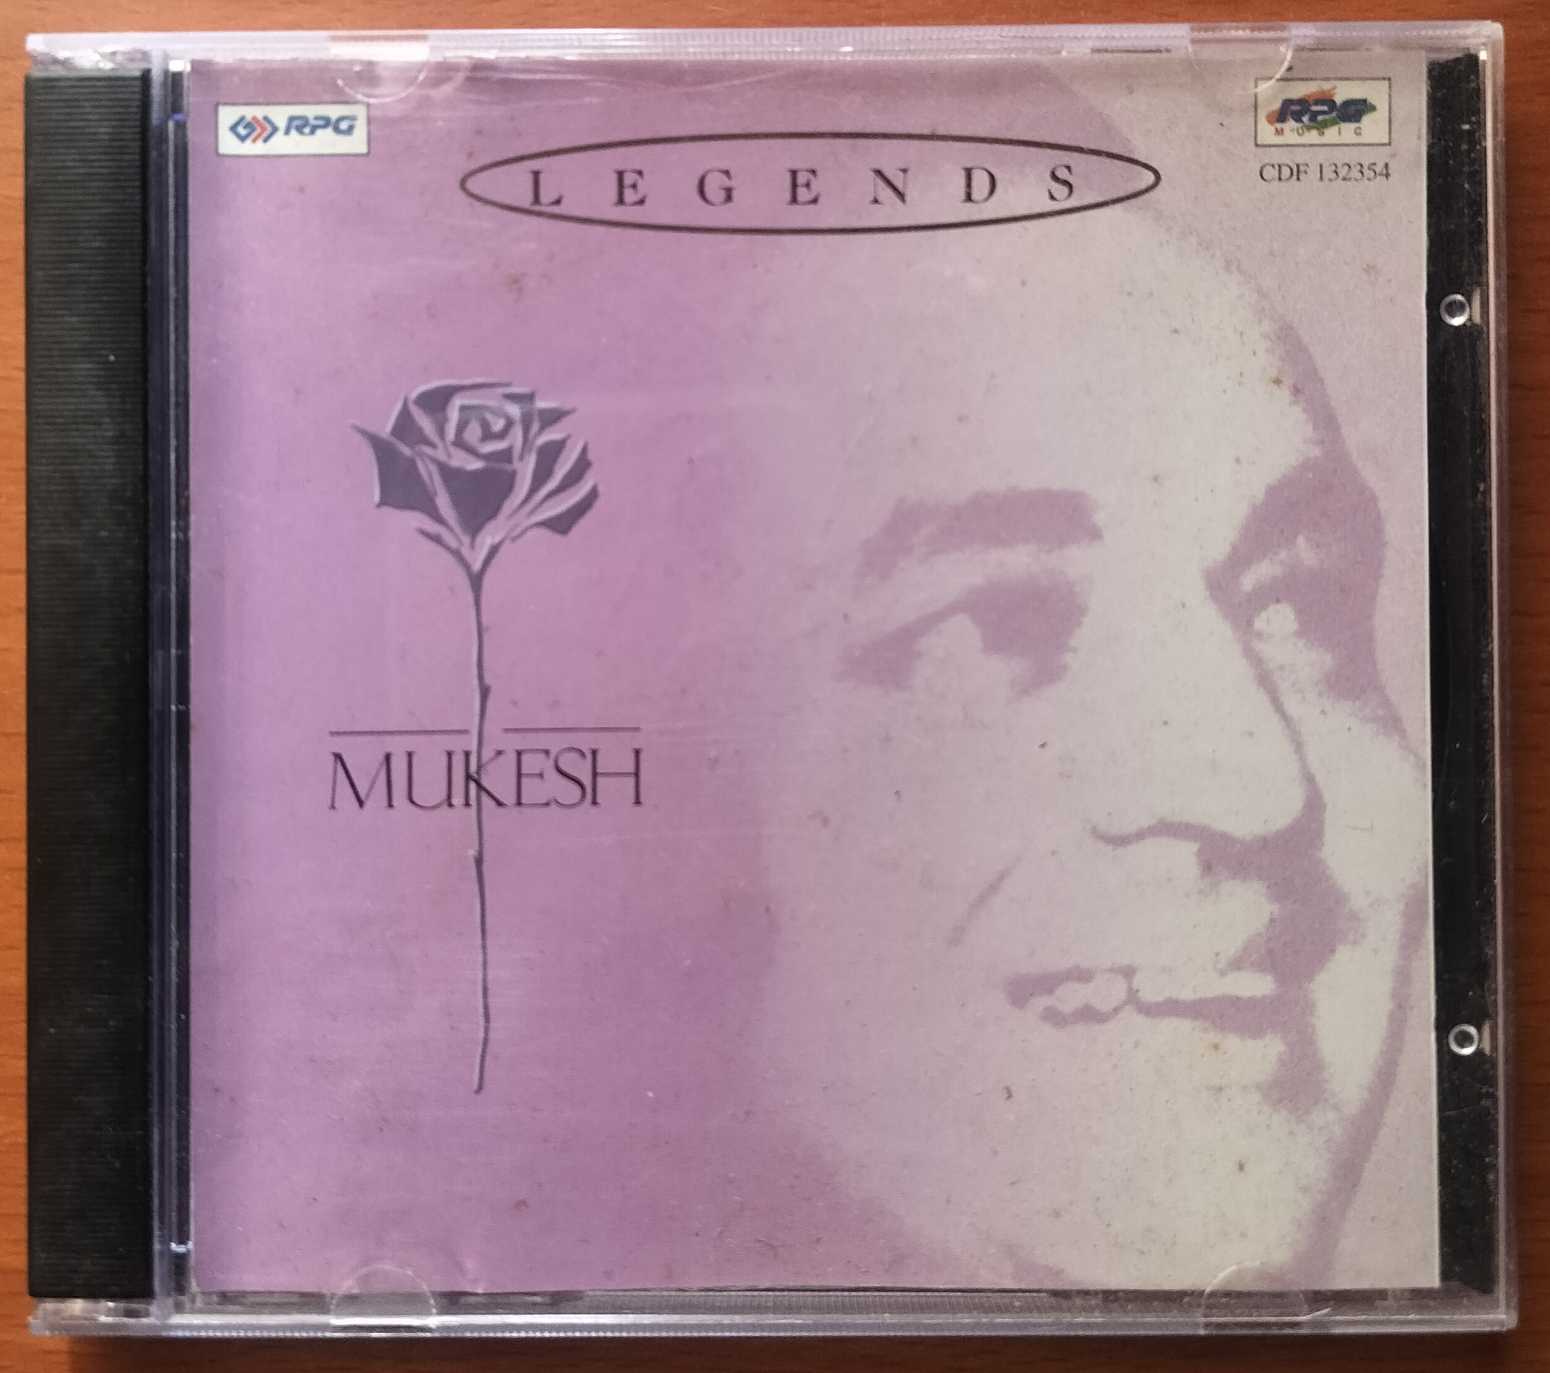 RPG
RPG
MUSIC
CDF 132354
LEGENDS
MUKESH